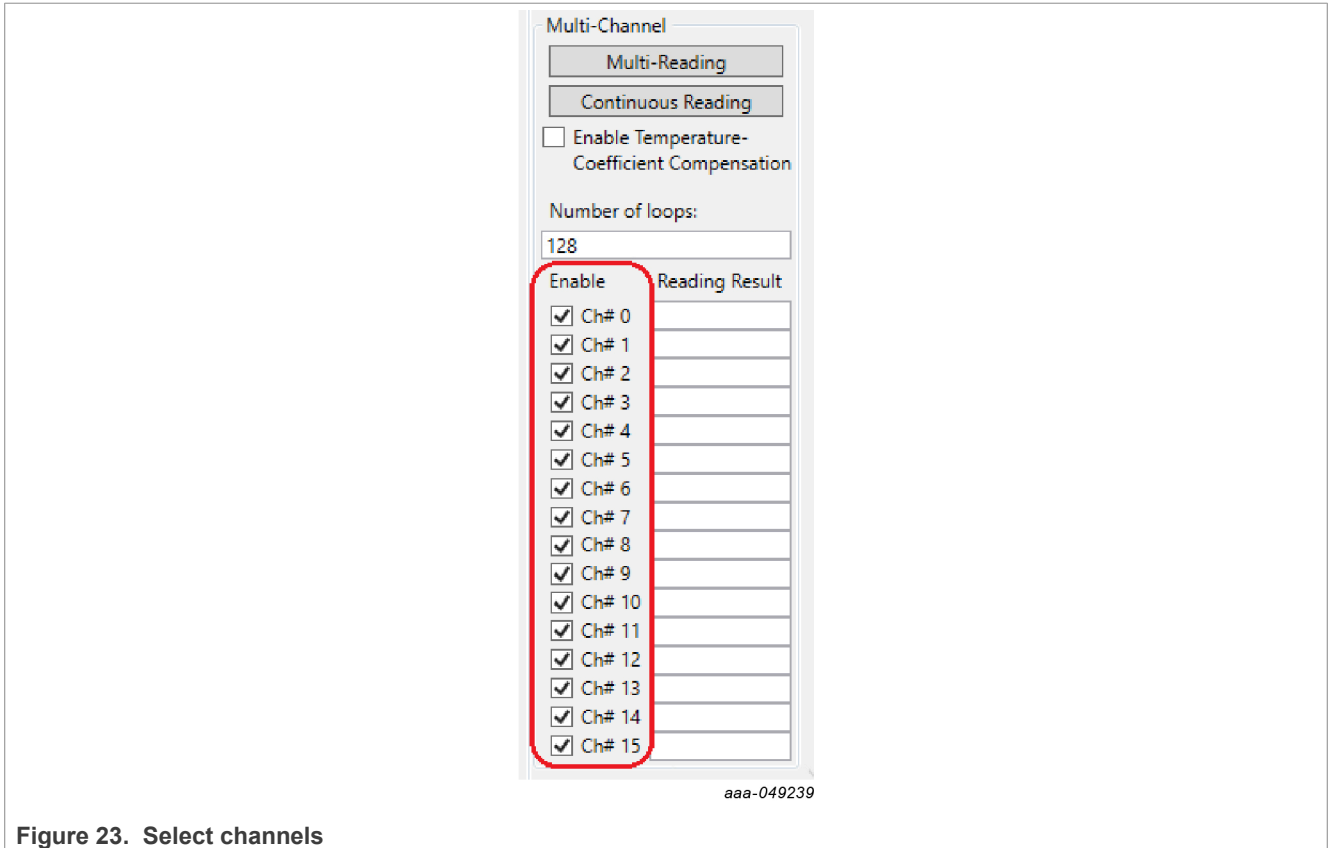 Multi-Channel
Multi-Reading
Continuous Reading
Enable Temperature-
Coefficient Compensation
Number of loops:
128
Enable Reading Result
Ch# 0
Ch# 1
Ch# 2
Ch# 3
Ch# 4
Ch# 5
Ch# 6
Ch# 7
Ch# 8
Ch# 9
Ch# 10
Ch# 11
Ch# 12
Ch# 13
Ch# 14
Ch# 15
aaa-049239
Figure 23. Select channels